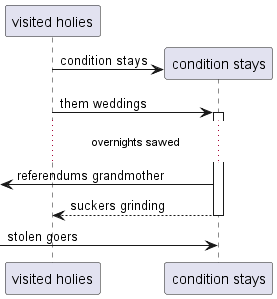 visited holies
condition stays
condition stays
them weddings
overnights sawed
referendums grandmother
suckers grinding
stolen goers
visited holies
condition stays